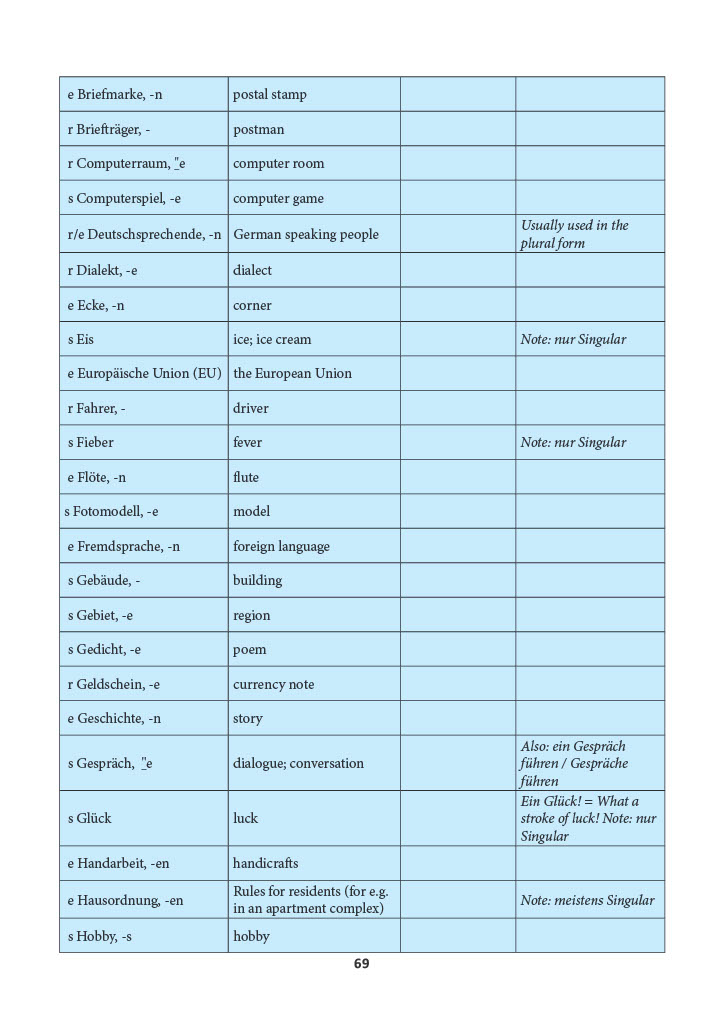 e Briefmarke, -n postal stamp
r Briefträger, - postman
r Computerraum, ̲"e computer room
s Computerspiel, -e computer game
r/e Deutschsprechende, -n German speaking people Usually used in the
plural form
r Dialekt, -e dialect
e Ecke, -n corner
s Eis ice; ice cream Note: nur Singular
e Europäische Union (EU) the European Union
r Fahrer, - driver
s Fieber fever Note: nur Singular
e Flöte, -n flute
s Fotomodell, -e model
e Fremdsprache, -n foreign language
s Gebäude, - building
s Gebiet, -e region
s Gedicht, -e poem
r Geldschein, -e currency note
e Geschichte, -n story
s Gespräch, ̲"e dialogue; conversation Also: ein Gespräch
führen / Gespräche
führen
s Glück luck Ein Glück! = What a
stroke of luck! Note: nur
Singular
e Handarbeit, -en handicrafts
e Hausordnung, -en Rules for residents (for e.g.
in an apartment complex) Note: meistens Singular
s Hobby, -s hobby
69